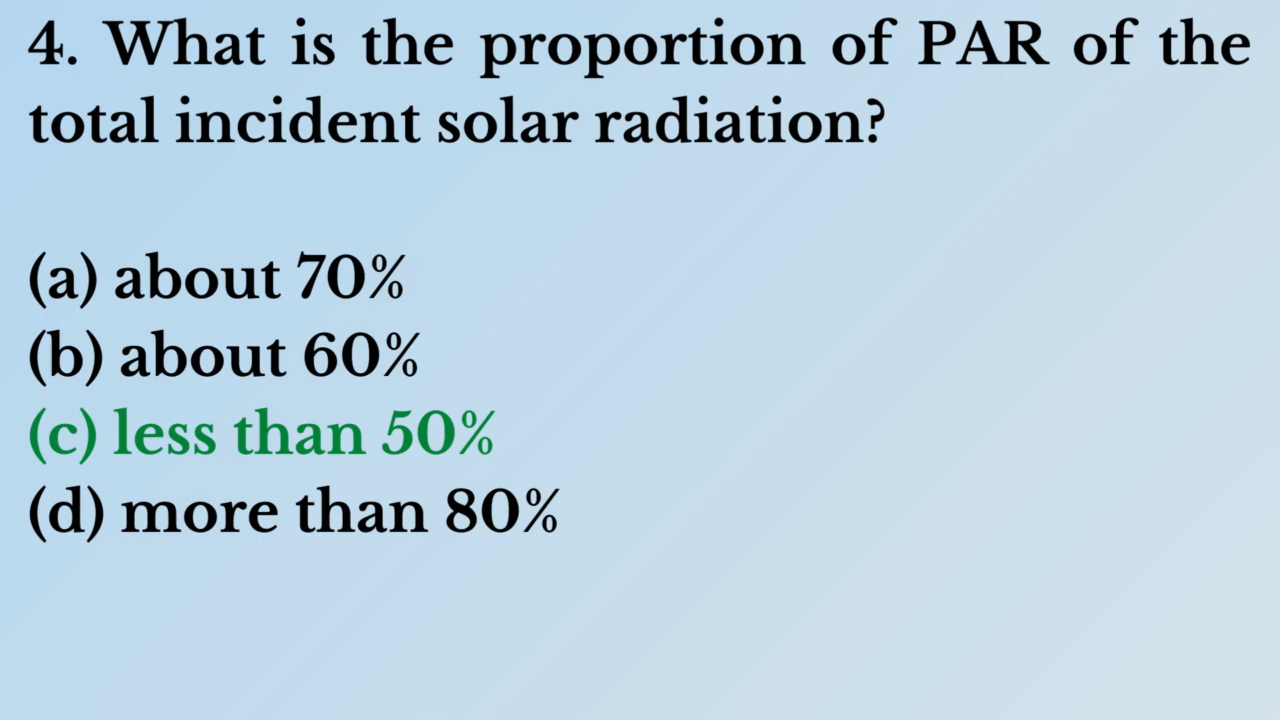 4. What is the proportion of PAR of the
total incident solar radiation?
(a) about 70%
(b) about 60%
(c) less than 50%
(d) more than 80%